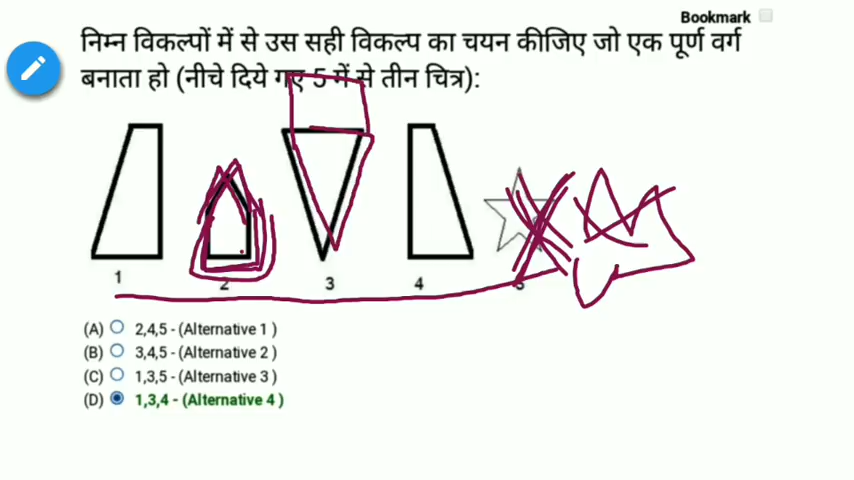 Bookmark
निम्न विकल्पों में से उस सही विकल्प का चयन कीजिए जो एक पूर्ण वर्ग
बनाता हो (नीचे दिये गए 5 में से तीन चित्र):
1 2 3 4 5
(A) 2,4,5 - (Alternative 1 )
(B) 3,4,5 - (Alternative 2 )
(C) 1,3,5 - (Alternative 3 )
(D) 1,3,4 - (Alternative 4 )